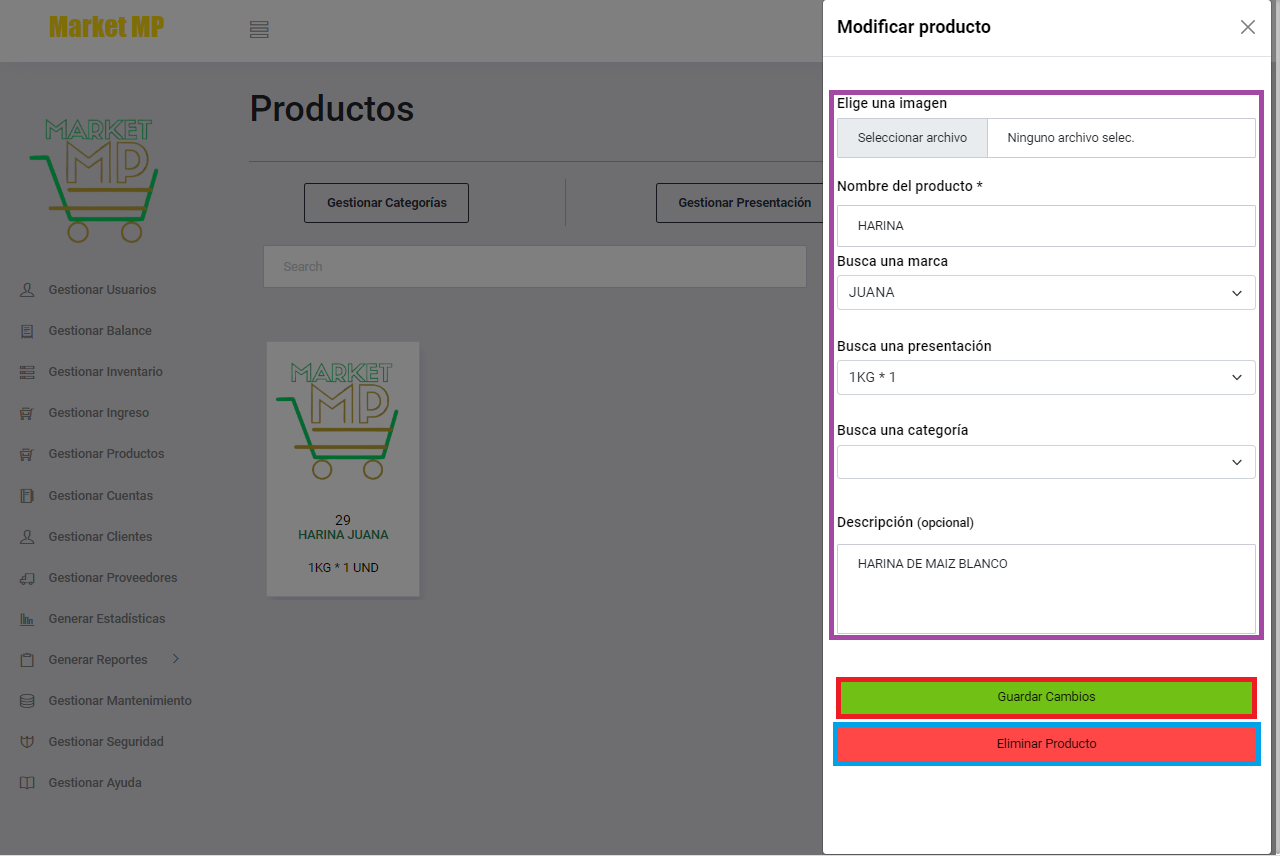 Market MP
MARKET
MP
Gestionar Usuarios
Gestionar Balance
Gestionar Inventario
Gestionar Ingreso
Gestionar Productos
Gestionar Cuentas
Gestionar Clientes
Gestionar Proveedores
Generar Estadísticas
Generar Reportes
Gestionar Mantenimiento
Gestionar Seguridad
Gestionar Ayuda
Productos
Gestionar Categorías
Gestionar Presentación
Search
MARKET
MP
29
HARINA JUANA
1KG * 1 UND
Modificar producto
Elige una imagen
Seleccionar archivo Ninguno archivo selec.
Nombre del producto *
HARINA
Busca una marca
JUANA
Busca una presentación
1KG * 1
Busca una categoría
Descripción (opcional)
HARINA DE MAIZ BLANCO
Guardar Cambios
Eliminar Producto